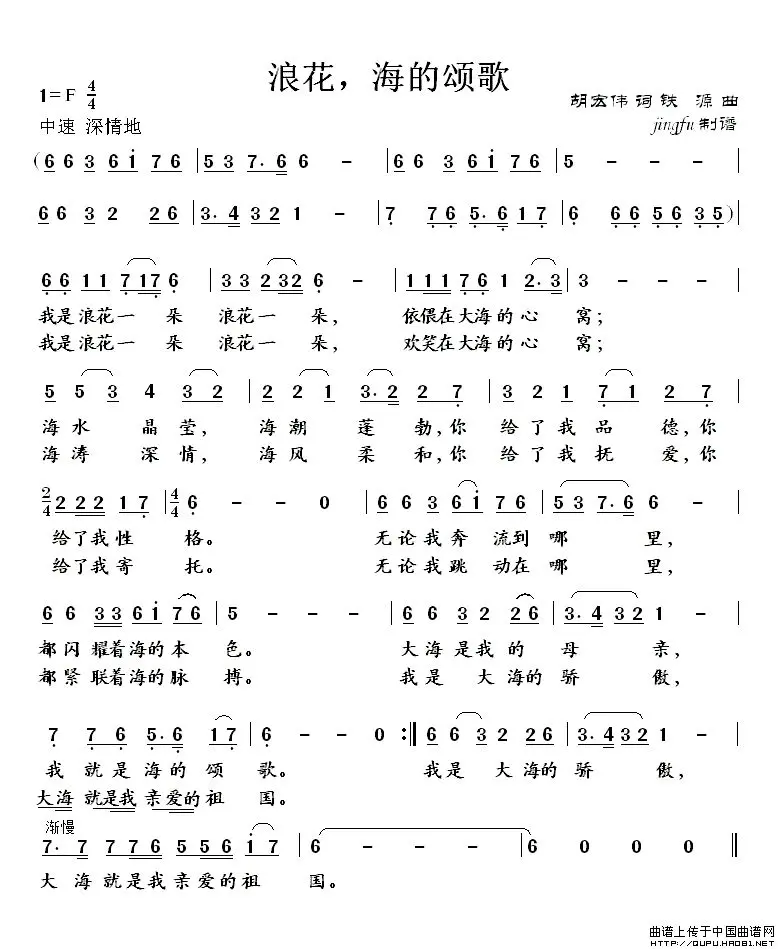 浪花，海的颂歌
1=F 4/4
胡宏伟 词 铁 源 曲
中速 深情地
jingfu 制谱
( 6 6 3 6 i 7 6 | 5 3 7· 6 6 - | 6 6 3 6 i 7 6 | 5 - - - |
6 6 3 2 2 6 | 3· 4 3 2 1 - | 7 7 6 5· 6 1 7 | 6 6 6 5 6 3 5 ) |
6 6 1 1 7 1 7 6 | 3 3 2 3 2 6 - | 1 1 1 7 6 1 2· 3 | 3 - - - |
我是浪花一 朵 浪花一 朵， 依偎在大海的心 窝；
我是浪花一 朵 浪花一 朵， 欢笑在大海的心 窝；
5 5 3 4 3 2 | 2 2 1 3· 2 2 7 | 3 2 1 7 1 2 7 |
海 水 晶 莹， 海 潮 蓬 勃,你 给 了 我 品 德,你
海 涛 深 情， 海 风 柔 和,你 给 了 我 抚 爱,你
2/4 2 2 2 1 7 | 4/4 6 - - 0 | 6 6 3 6 i 7 6 | 5 3 7· 6 6 - |
给了我性 格。 无论我奔 流到 哪 里，
给了我寄 托。 无论我跳 动在 哪 里，
6 6 3 3 6 i 7 6 | 5 - - - | 6 6 3 2 2 6 | 3· 4 3 2 1 - |
都 闪 耀着海的本 色。 大海 是我 的 母 亲，
都 紧 联着海的脉 搏。 我是 大 海的 骄 傲，
7 7 6 5· 6 1 7 | 6 - - 0 :| 6 6 3 2 2 6 | 3· 4 3 2 1 - |
我 就 是 海 的 颂 歌。 我是 大 海的 骄 傲，
大海 就是我 亲爱的祖 国。
渐慢
7· 7 7 7 6 5 5 6 i 7 | 6 - - - | 6 0 0 0 ‖
大 海 就是我亲爱的祖 国。
曲谱上传于中国曲谱网
http://QUPU.HAO81.NET